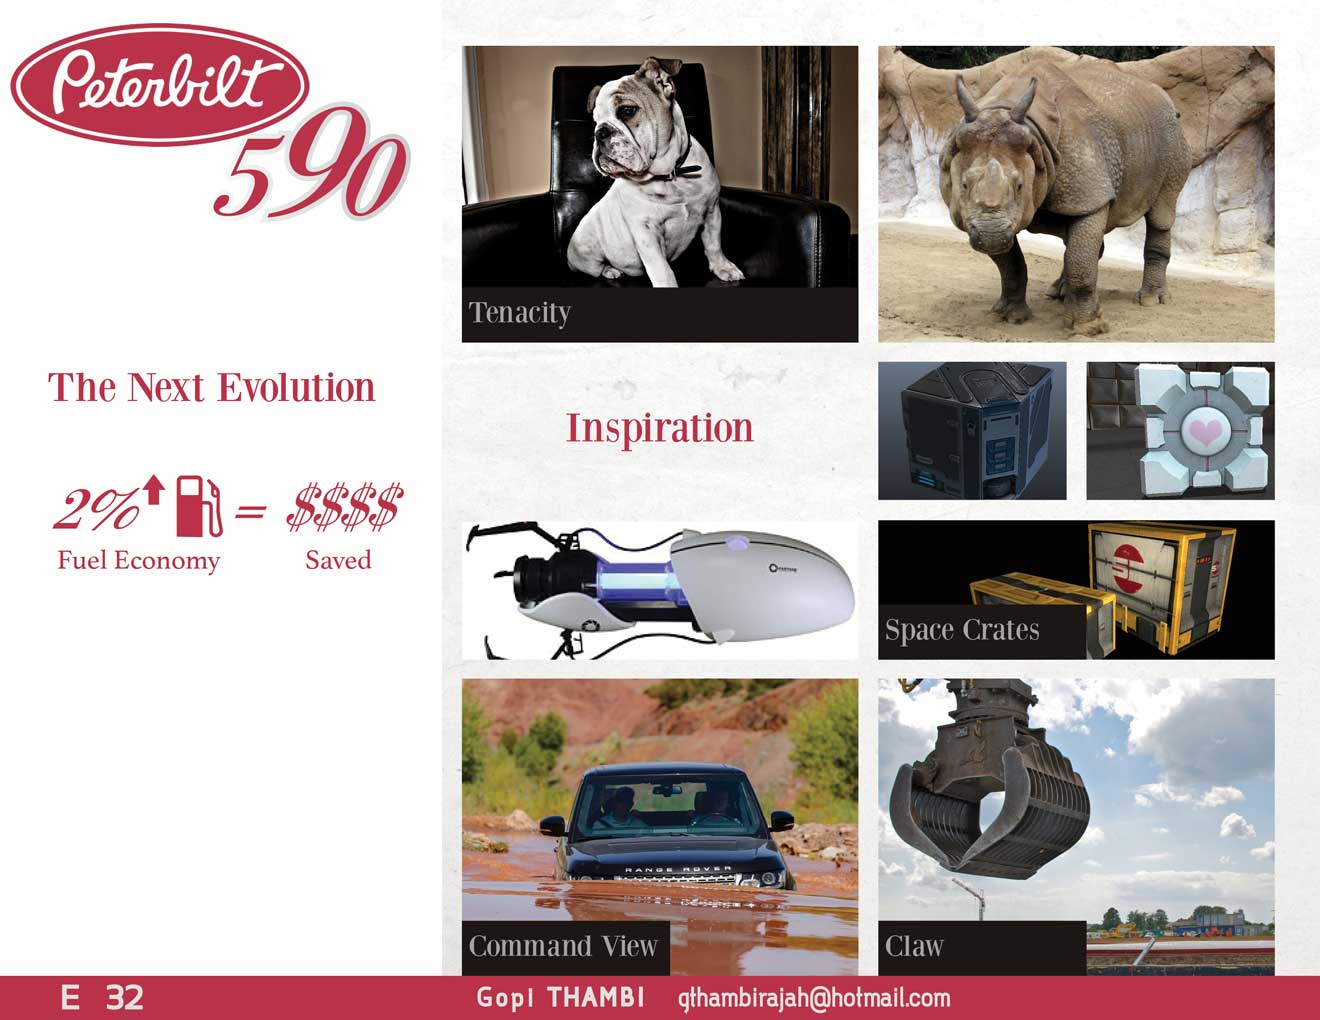 Peterbilt
590
The Next Evolution
2% = $$$$
Fuel Economy Saved
Tenacity
Inspiration
Space Crates
RANGE ROVER
Command View
Claw
E 32
Gopi THAMBI gthambirajah@hotmail.com